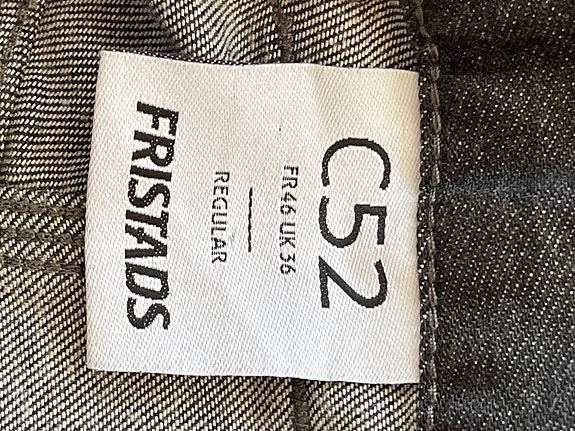 C52
FR46 UK36
REGULAR
FRISTADS